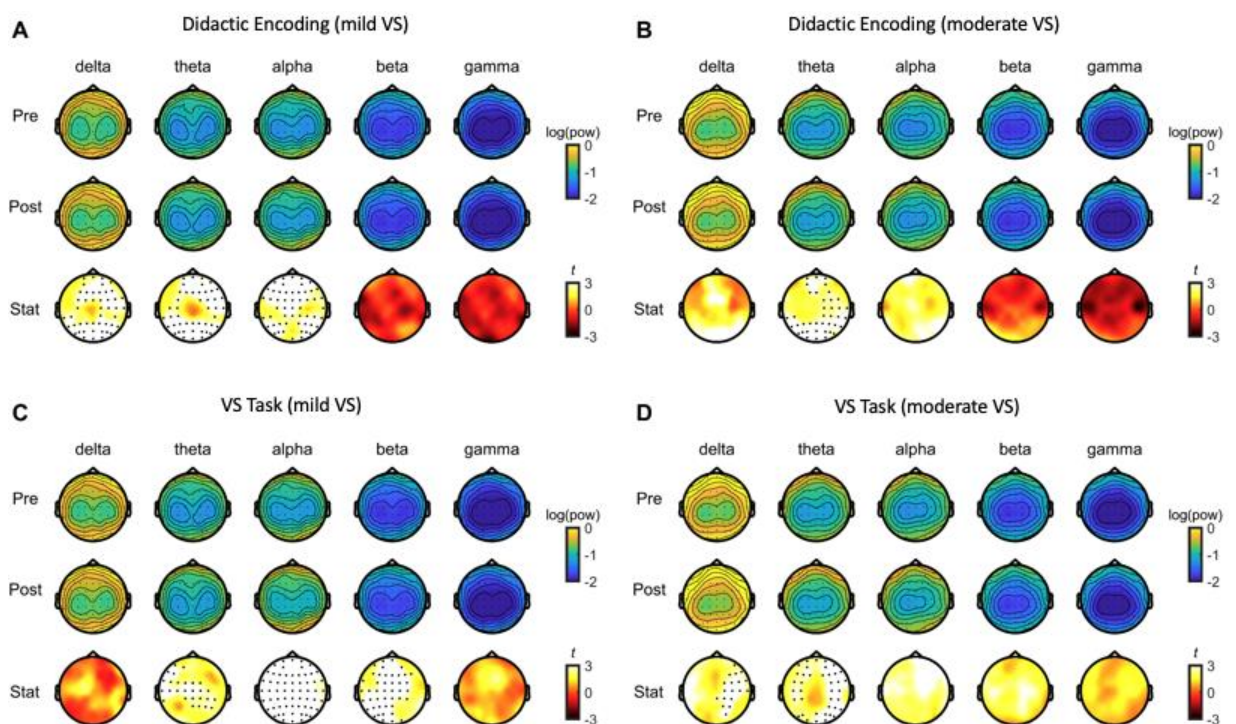 A
Didactic Encoding (mild VS)
delta theta alpha beta gamma
Pre
log(pow)
0
-1
-2
Post
t
3
0
-3
Stat
B
Didactic Encoding (moderate VS)
delta theta alpha beta gamma
Pre
log(pow)
0
-1
-2
Post
t
3
0
-3
Stat
C
VS Task (mild VS)
delta theta alpha beta gamma
Pre
log(pow)
0
-1
-2
Post
t
3
0
-3
Stat
D
VS Task (moderate VS)
delta theta alpha beta gamma
Pre
log(pow)
0
-1
-2
Post
t
3
0
-3
Stat